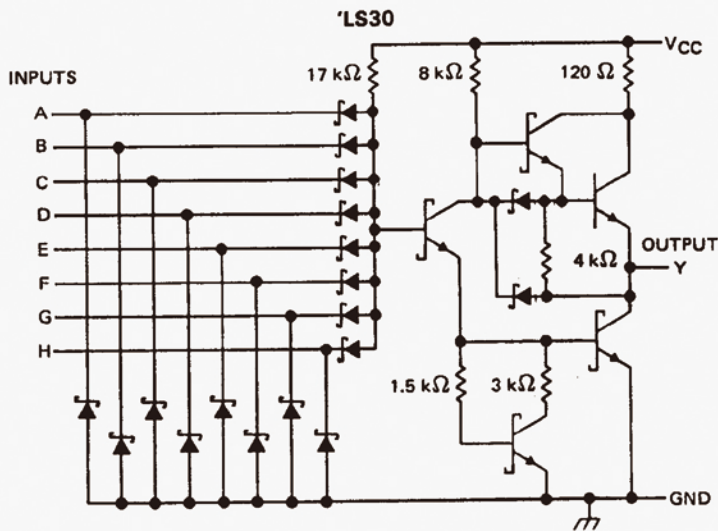 'LS30
VCC
17 kΩ
8 kΩ
120 Ω
INPUTS
A
B
C
D
E
F
G
H
OUTPUT
Y
4 kΩ
1.5 kΩ
3 kΩ
GND